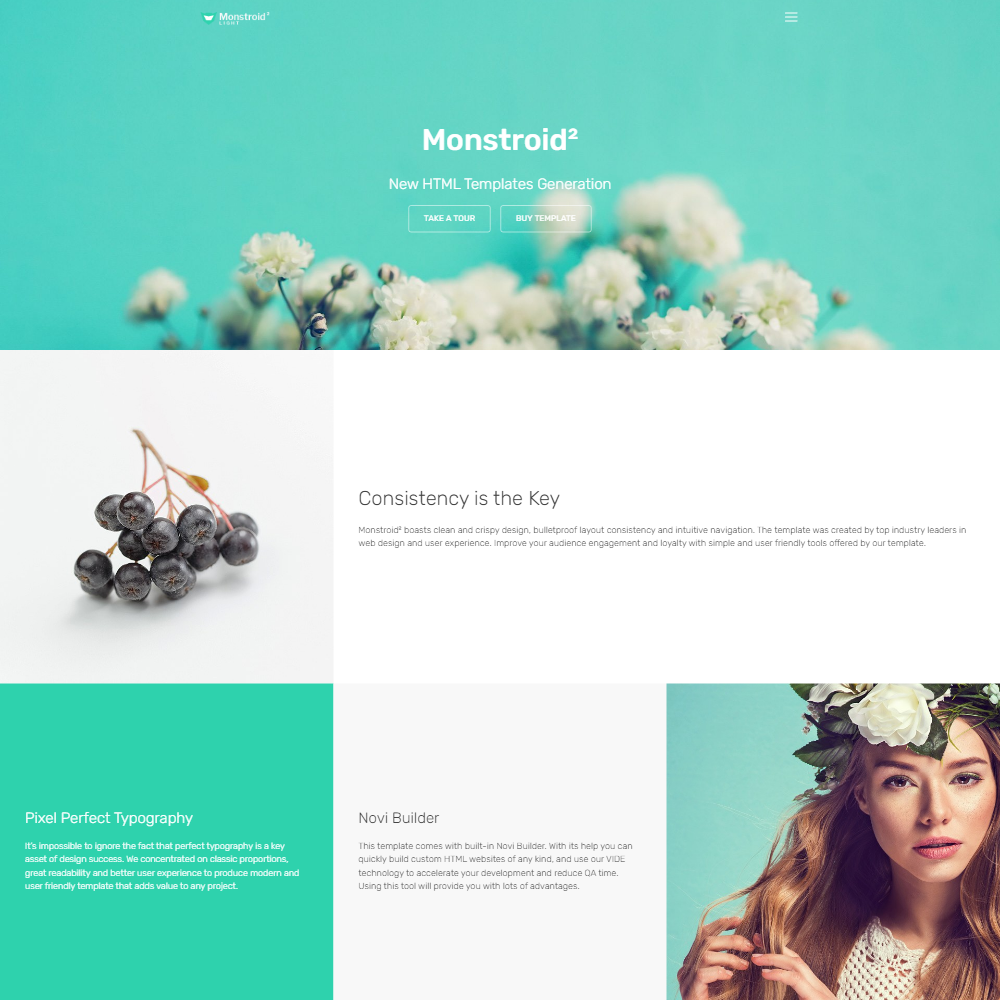 Monstroid²
LIGHT
Monstroid²
New HTML Templates Generation
TAKE A TOUR
BUY TEMPLATE
Consistency is the Key
Monstroid² boasts clean and crispy design, bulletproof layout consistency and intuitive navigation. The template was created by top industry leaders in
web design and user experience. Improve your audience engagement and loyalty with simple and user friendly tools offered by our template.
Pixel Perfect Typography
It's impossible to ignore the fact that perfect typography is a key
asset of design success. We concentrated on classic proportions,
great readability and better user experience to produce modern and
user friendly template that adds value to any project.
Novi Builder
This template comes with built-in Novi Builder. With its help you can
quickly build custom HTML websites of any kind, and use our VIDE
technology to accelerate your development and reduce QA time.
Using this tool will provide you with lots of advantages.